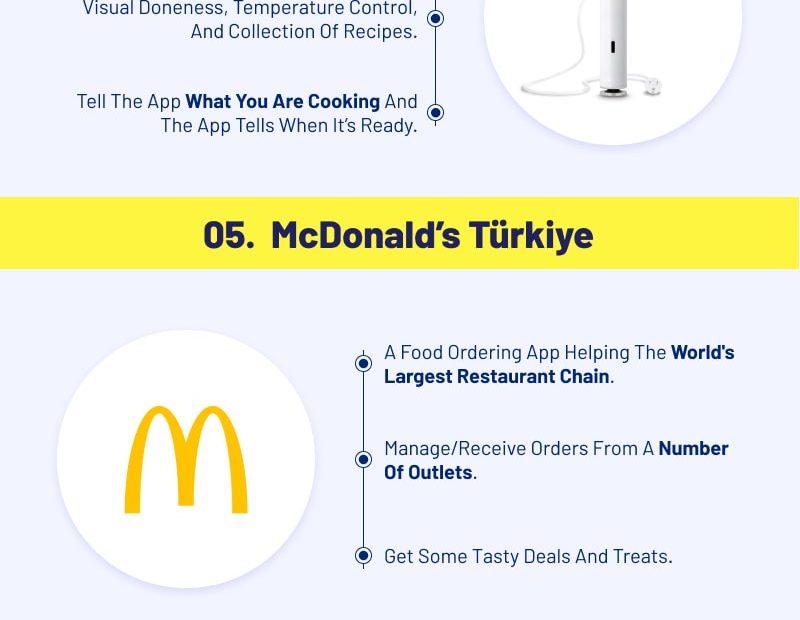 Visual Doneness, Temperature Control,
And Collection Of Recipes.
Tell The App What You Are Cooking And
The App Tells When It’s Ready.
05. McDonald’s Türkiye
A Food Ordering App Helping The World's
Largest Restaurant Chain.
Manage/Receive Orders From A Number
Of Outlets.
Get Some Tasty Deals And Treats.